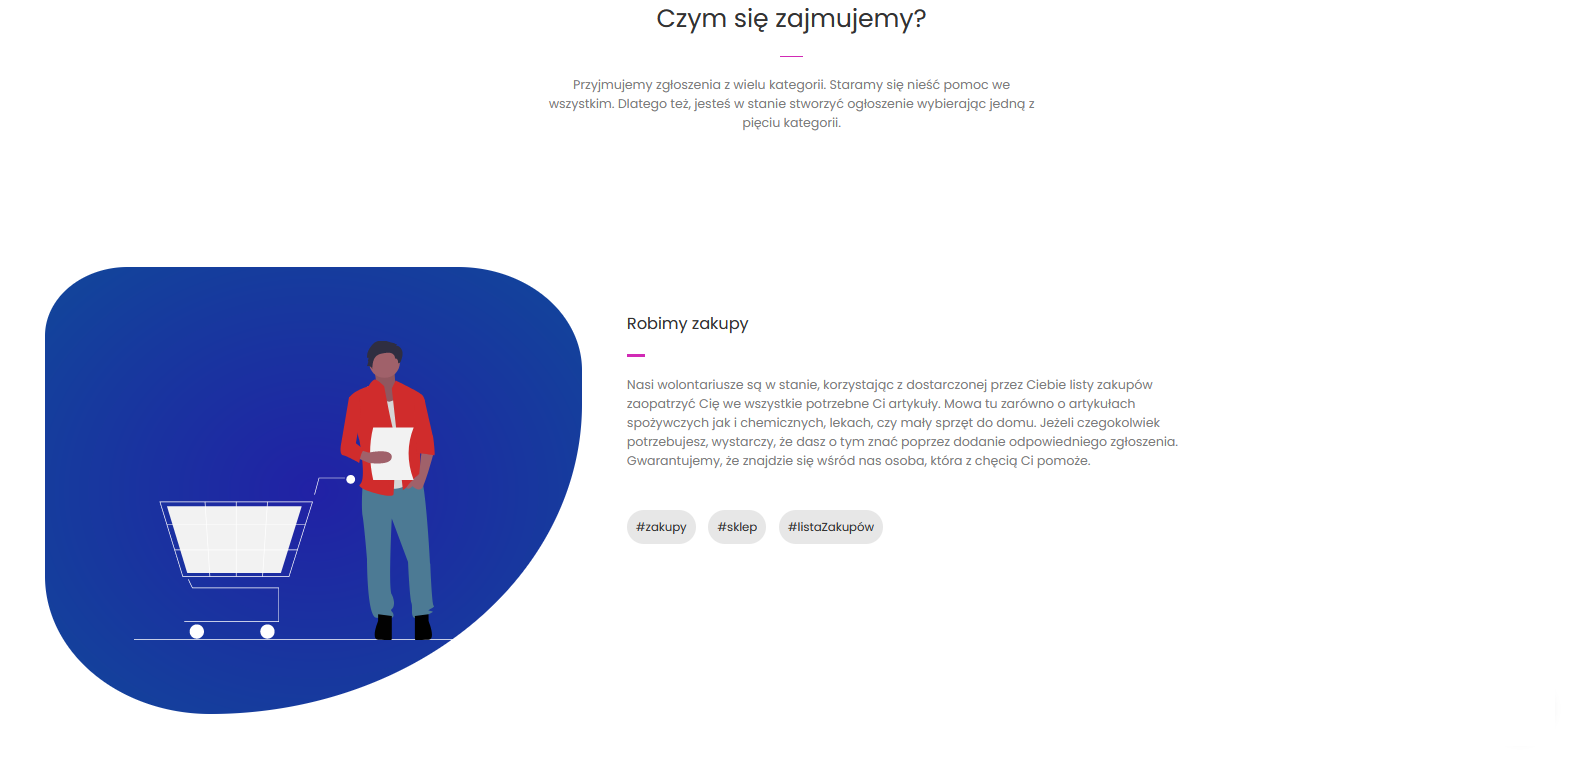 Czym się zajmujemy?
Przyjmujemy zgłoszenia z wielu kategorii. Staramy się nieść pomoc we
wszystkim. Dlatego też, jesteś w stanie stworzyć ogłoszenie wybierając jedną z
pięciu kategorii.
Robimy zakupy
Nasi wolontariusze są w stanie, korzystając z dostarczonej przez Ciebie listy zakupów
zaopatrzyć Cię we wszystkie potrzebne Ci artykuły. Mowa tu zarówno o artykułach
spożywczych jak i chemicznych, lekach, czy mały sprzęt do domu. Jeżeli czegokolwiek
potrzebujesz, wystarczy, że dasz o tym znać poprzez dodanie odpowiedniego zgłoszenia.
Gwarantujemy, że znajdzie się wśród nas osoba, która z chęcią Ci pomoże.
#zakupy #sklep #listaZakupów